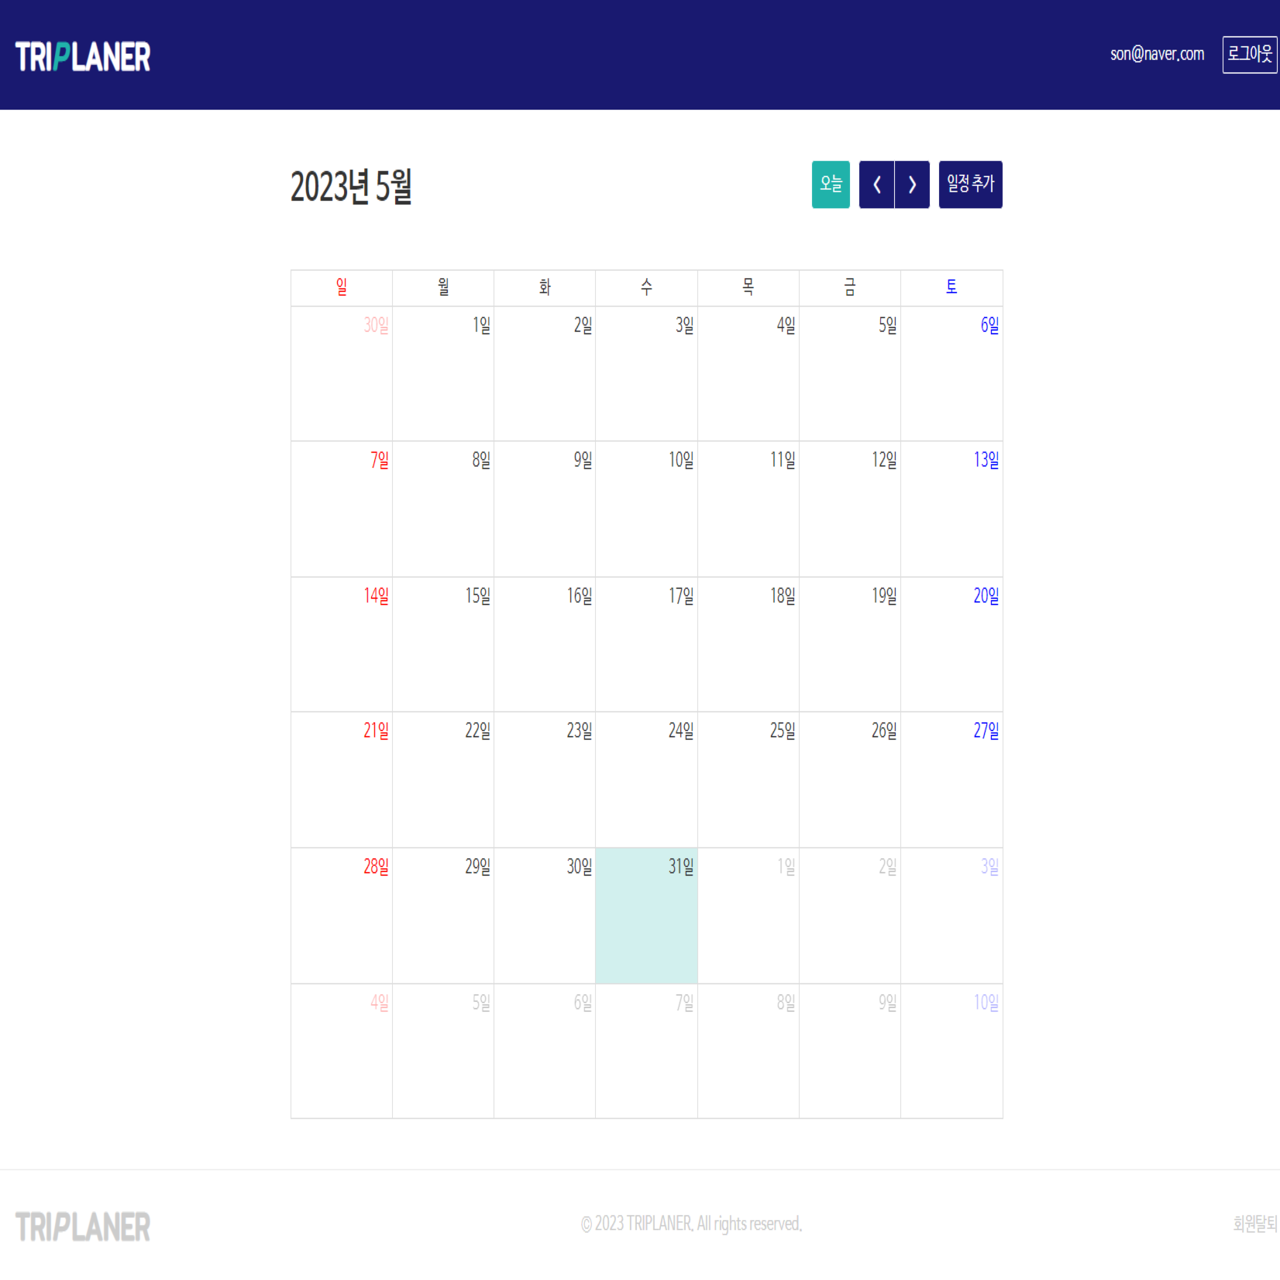 TRIPLANER
son@naver.com 로그아웃
2023년 5월
오늘 < > 일정 추가
일 월 화 수 목 금 토
30일 1일 2일 3일 4일 5일 6일
7일 8일 9일 10일 11일 12일 13일
14일 15일 16일 17일 18일 19일 20일
21일 22일 23일 24일 25일 26일 27일
28일 29일 30일 31일 1일 2일 3일
4일 5일 6일 7일 8일 9일 10일
TRIPLANER
© 2023 TRIPLANER. All rights reserved.
회원탈퇴